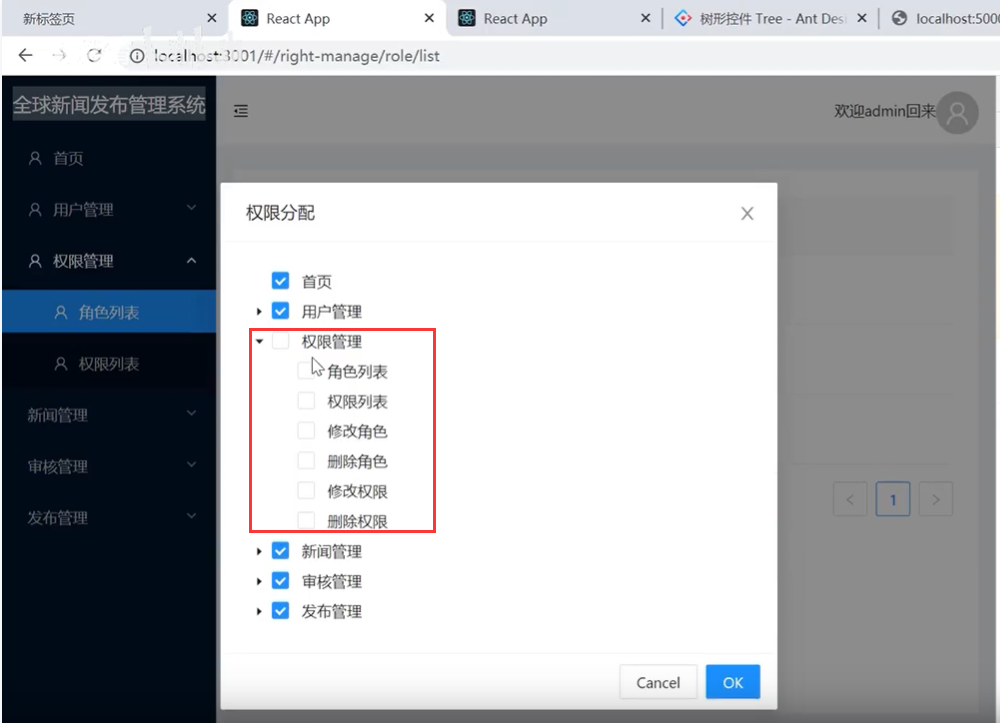 新标签页
React App
React App
树形控件 Tree - Ant Des
localhost:500
localhost:3001/#/right-manage/role/list
全球新闻发布管理系统
欢迎admin回来
首页
用户管理
权限管理
角色列表
权限列表
新闻管理
审核管理
发布管理
权限分配
首页
用户管理
权限管理
角色列表
权限列表
修改角色
删除角色
修改权限
删除权限
新闻管理
审核管理
发布管理
1
Cancel
OK